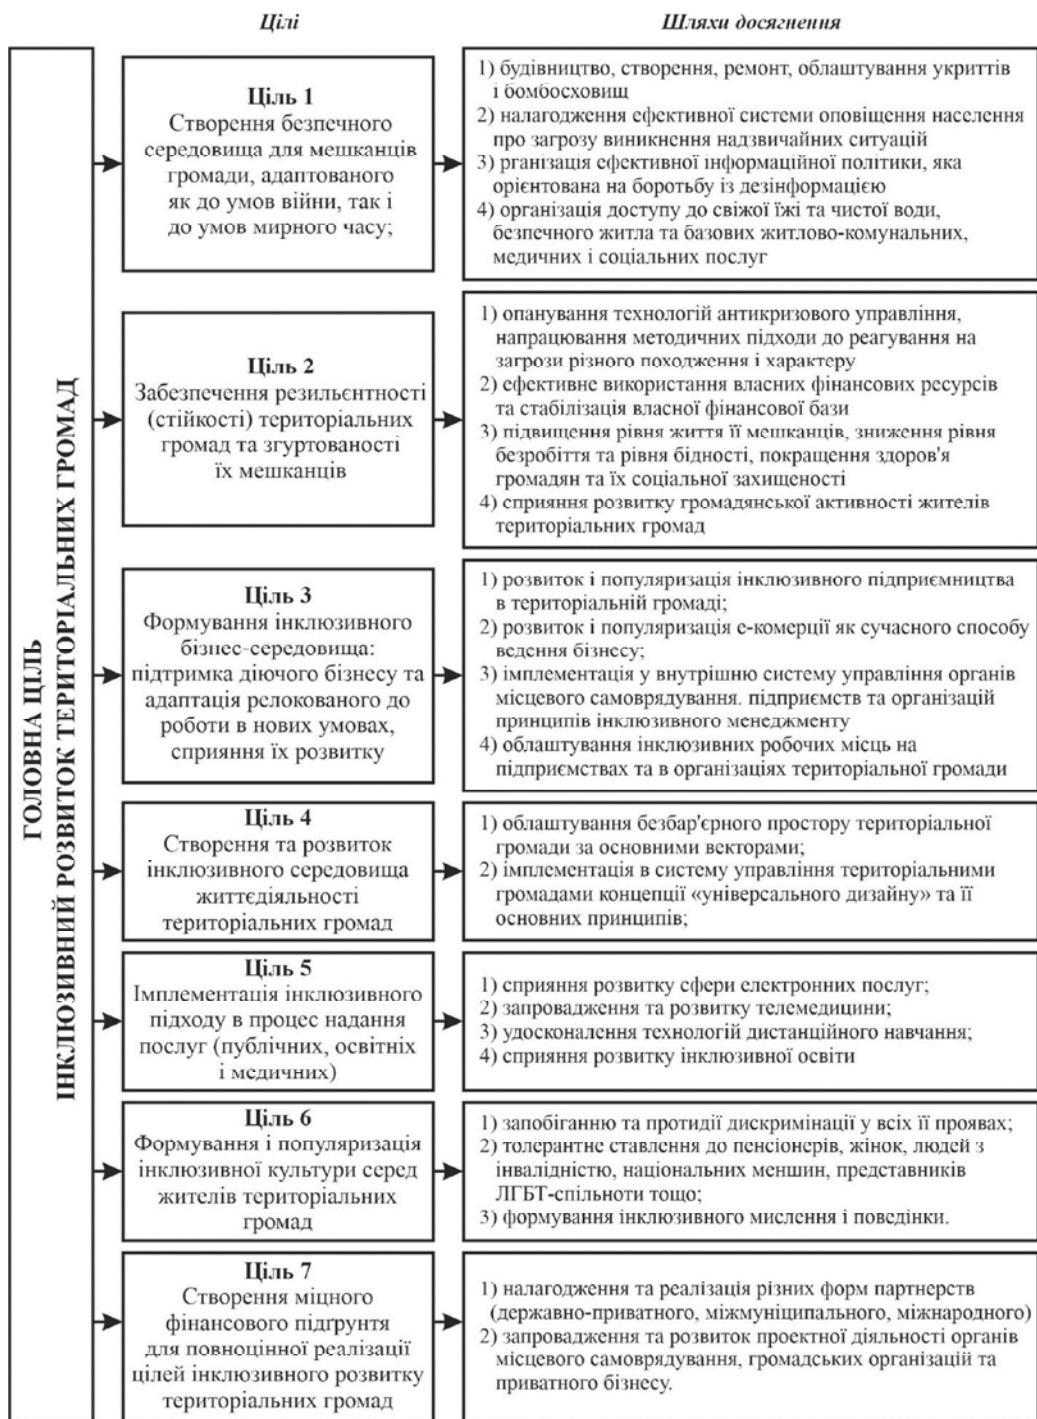 Цілі
Шляхи досягнення
ГОЛОВНА ЦІЛЬ
ІНКЛЮЗИВНИЙ РОЗВИТОК ТЕРИТОРІАЛЬНИХ ГРОМАД
Ціль 1
Створення безпечного
середовища для мешканців
громади, адаптованого
як до умов війни, так і
до умов мирного часу;
1) будівництво, створення, ремонт, облаштування укриттів
і бомбосховищ
2) налагодження ефективної системи оповіщення населення
про загрозу виникнення надзвичайних ситуацій
3) рганізація ефективної інформаційної політики, яка
орієнтована на боротьбу із дезінформацією
4) організація доступу до свіжої їжі та чистої води,
безпечного житла та базових житлово-комунальних,
медичних і соціальних послуг
Ціль 2
Забезпечення резильєнтності
(стійкості) територіальних
громад та згуртованості
їх мешканців
1) опанування технологій антикризового управління,
напрацювання методичних підходи до реагування на
загрози різного походження і характеру
2) ефективне використання власних фінансових ресурсів
та стабілізація власної фінансової бази
3) підвищення рівня життя її мешканців, зниження рівня
безробіття та рівня бідності, покращення здоров'я
громадян та їх соціальної захищеності
4) сприяння розвитку громадянської активності жителів
територіальних громад
Ціль 3
Формування інклюзивного
бізнес-середовища:
підтримка діючого бізнесу та
адаптація релокованого до
роботи в нових умовах,
сприяння їх розвитку
1) розвиток і популяризація інклюзивного підприємництва
в територіальній громаді;
2) розвиток і популяризація е-комерції як сучасного способу
ведення бізнесу;
3) імплементація у внутрішню систему управління органів
місцевого самоврядування. підприємств та організацій
принципів інклюзивного менеджменту
4) облаштування інклюзивних робочих місць на
підприємствах та в організаціях територіальної громади
Ціль 4
Створення та розвиток
інклюзивного середовища
життєдіяльності
територіальних громад
1) облаштування безбар'єрного простору територіальної
громади за основними векторами;
2) імплементація в систему управління територіальними
громадами концепції «універсального дизайну» та її
основних принципів;
Ціль 5
Імплементація інклюзивного
підходу в процес надання
послуг (публічних, освітніх
і медичних)
1) сприяння розвитку сфери електронних послуг;
2) запровадження та розвитку телемедицини;
3) удосконалення технологій дистанційного навчання;
4) сприяння розвитку інклюзивної освіти
Ціль 6
Формування і популяризація
інклюзивної культури серед
жителів територіальних
громад
1) запобіганню та протидії дискримінації у всіх її проявах;
2) толерантне ставлення до пенсіонерів, жінок, людей з
інвалідністю, національних меншин, представників
ЛГБТ-спільноти тощо;
3) формування інклюзивного мислення і поведінки.
Ціль 7
Створення міцного
фінансового підґрунтя
для повноцінної реалізації
цілей інклюзивного розвитку
територіальних громад
1) налагодження та реалізація різних форм партнерств
(державно-приватного, міжмуніципального, міжнародного)
2) запровадження та розвиток проектної діяльності органів
місцевого самоврядування, громадських організацій та
приватного бізнесу.